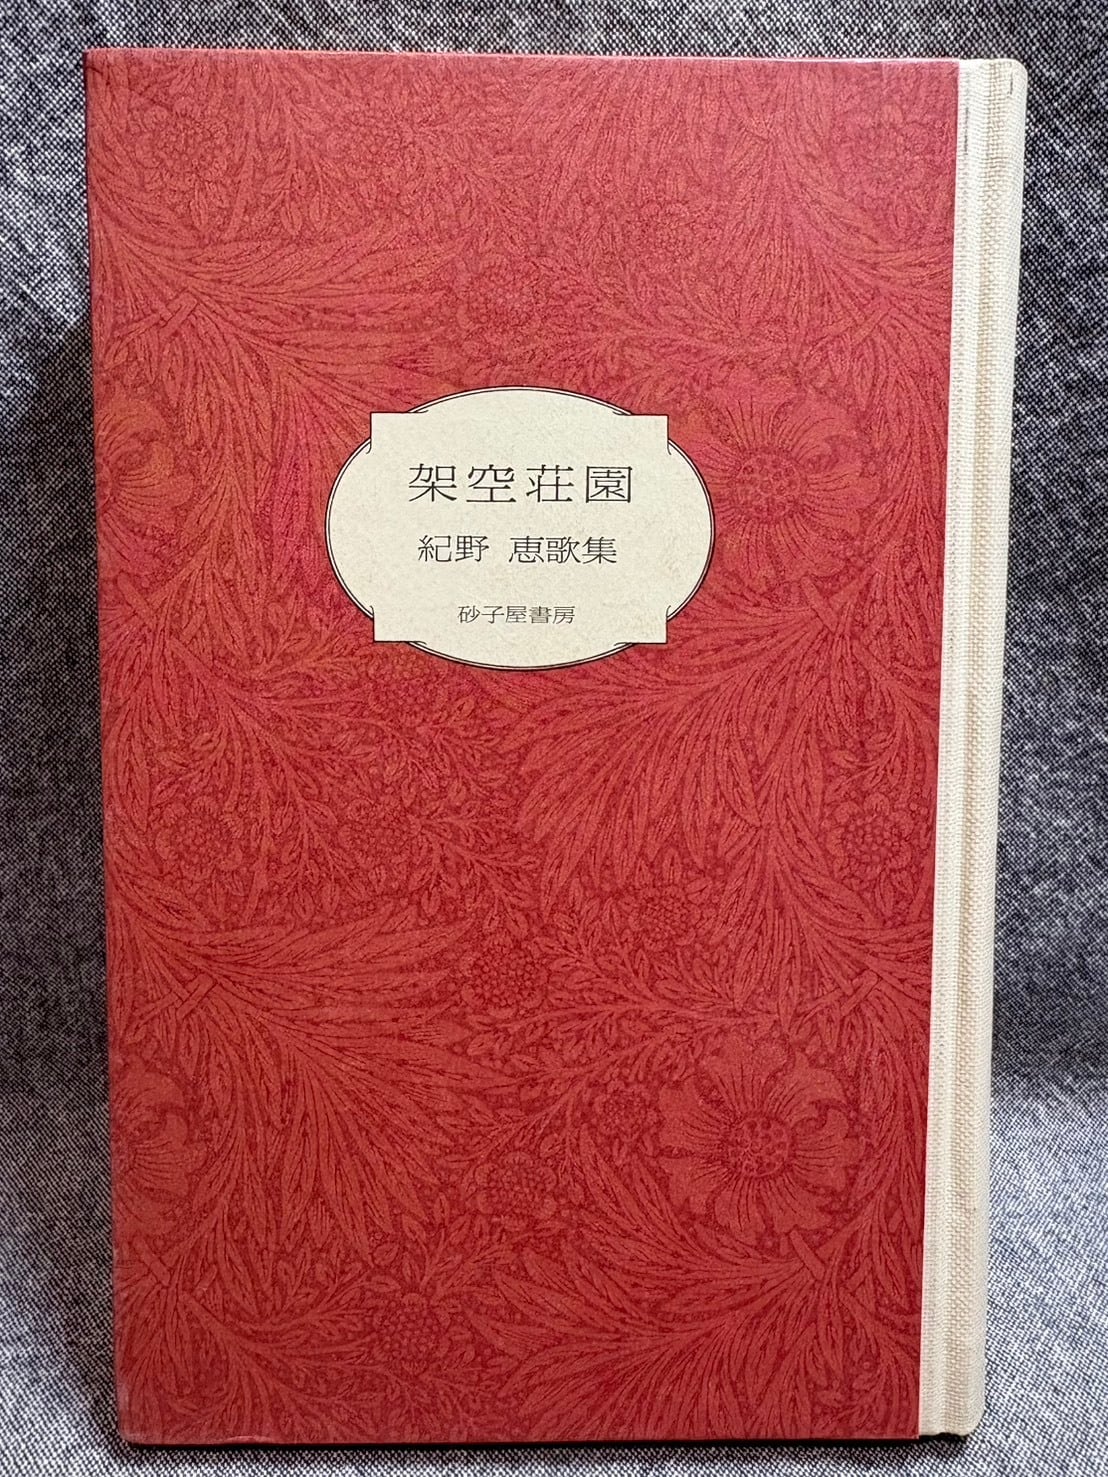 架空荘園
紀野 恵歌集
砂子屋書房